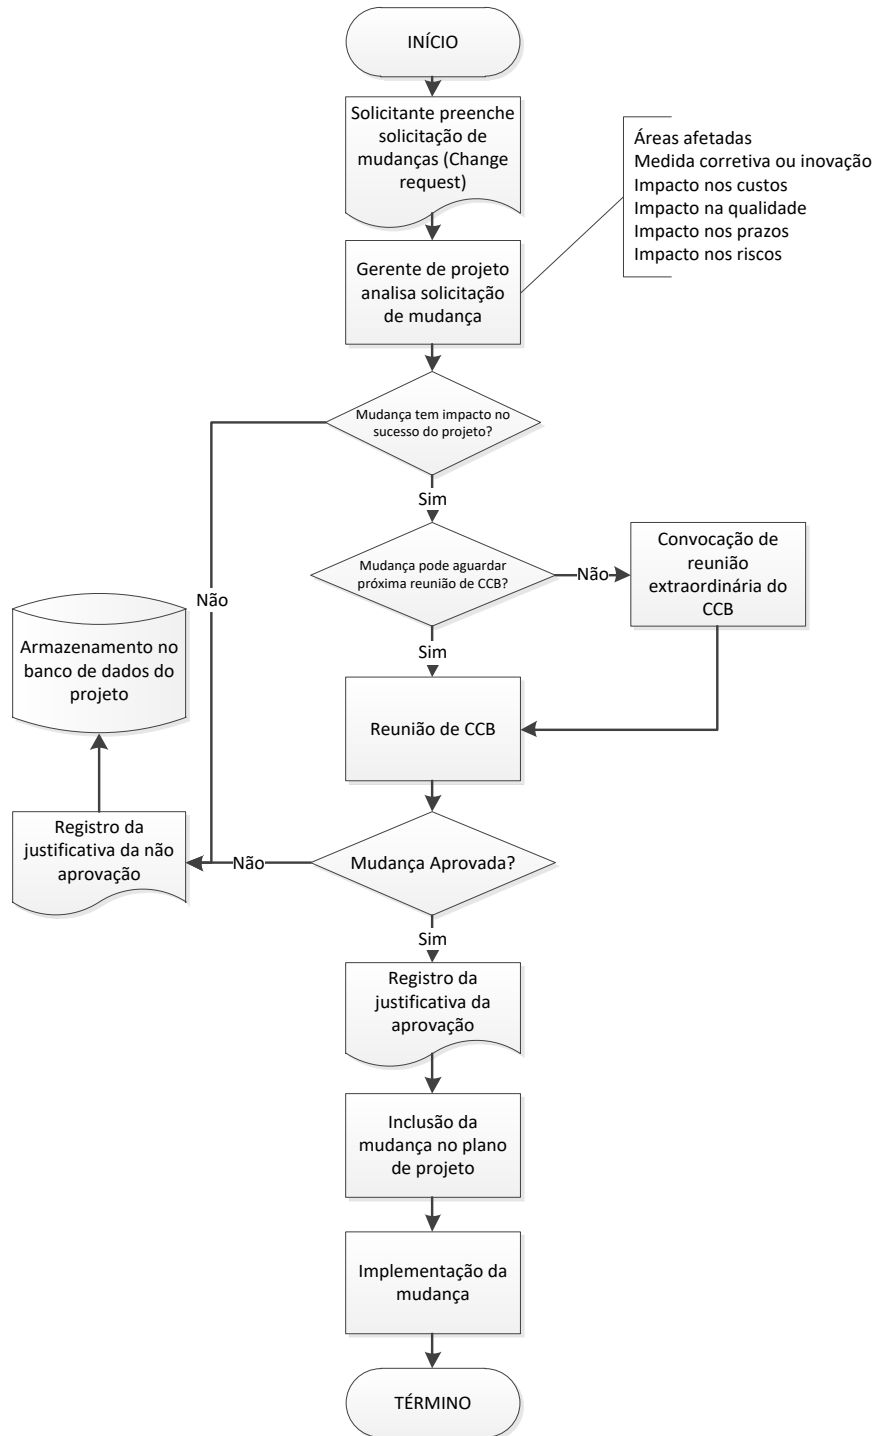 INÍCIO
Solicitante preenche
solicitação de
mudanças (Change
request)
Áreas afetadas
Medida corretiva ou inovação
Impacto nos custos
Impacto na qualidade
Impacto nos prazos
Impacto nos riscos
Gerente de projeto
analisa solicitação
de mudança
Mudança tem impacto no
sucesso do projeto?
Sim
Não
Mudança pode aguardar
próxima reunião de CCB?
Não
Convocação de
reunião
extraordinária do
CCB
Sim
Armazenamento no
banco de dados do
projeto
Reunião de CCB
Registro da
justificativa da não
aprovação
Não
Mudança Aprovada?
Sim
Registro da
justificativa da
aprovação
Inclusão da
mudança no plano
de projeto
Implementação da
mudança
TÉRMINO